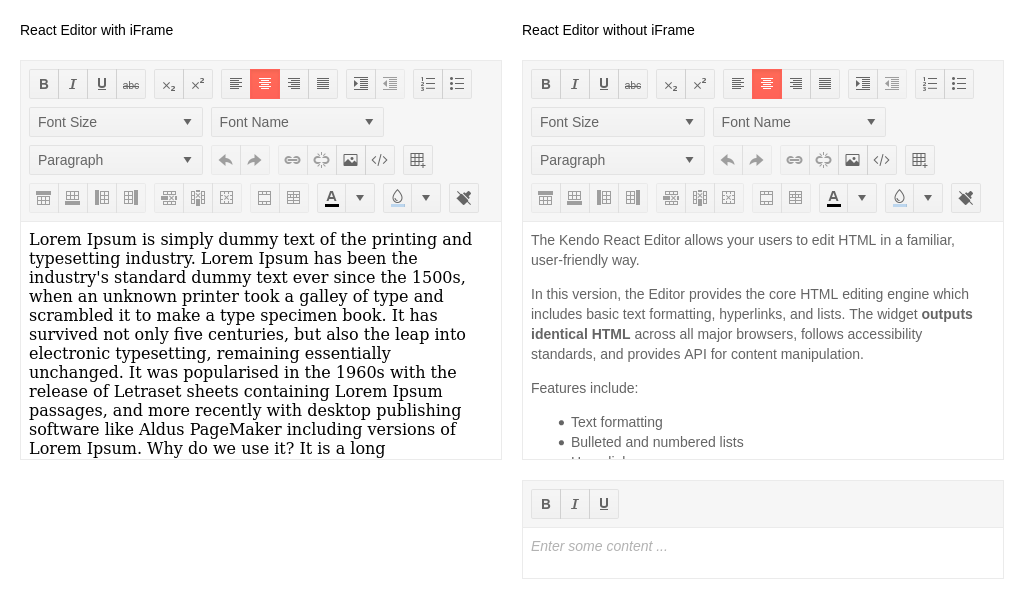 React Editor with iFrame
B I U abc x₂ x²
Font Size Font Name
Paragraph
A
Lorem Ipsum is simply dummy text of the printing and
typesetting industry. Lorem Ipsum has been the
industry's standard dummy text ever since the 1500s,
when an unknown printer took a galley of type and
scrambled it to make a type specimen book. It has
survived not only five centuries, but also the leap into
electronic typesetting, remaining essentially
unchanged. It was popularised in the 1960s with the
release of Letraset sheets containing Lorem Ipsum
passages, and more recently with desktop publishing
software like Aldus PageMaker including versions of
Lorem Ipsum. Why do we use it? It is a long
React Editor without iFrame
B I U abc x₂ x²
Font Size Font Name
Paragraph
A
The Kendo React Editor allows your users to edit HTML in a familiar,
user-friendly way.
In this version, the Editor provides the core HTML editing engine which
includes basic text formatting, hyperlinks, and lists. The widget outputs
identical HTML across all major browsers, follows accessibility
standards, and provides API for content manipulation.
Features include:
Text formatting
Bulleted and numbered lists
B I U
Enter some content ...